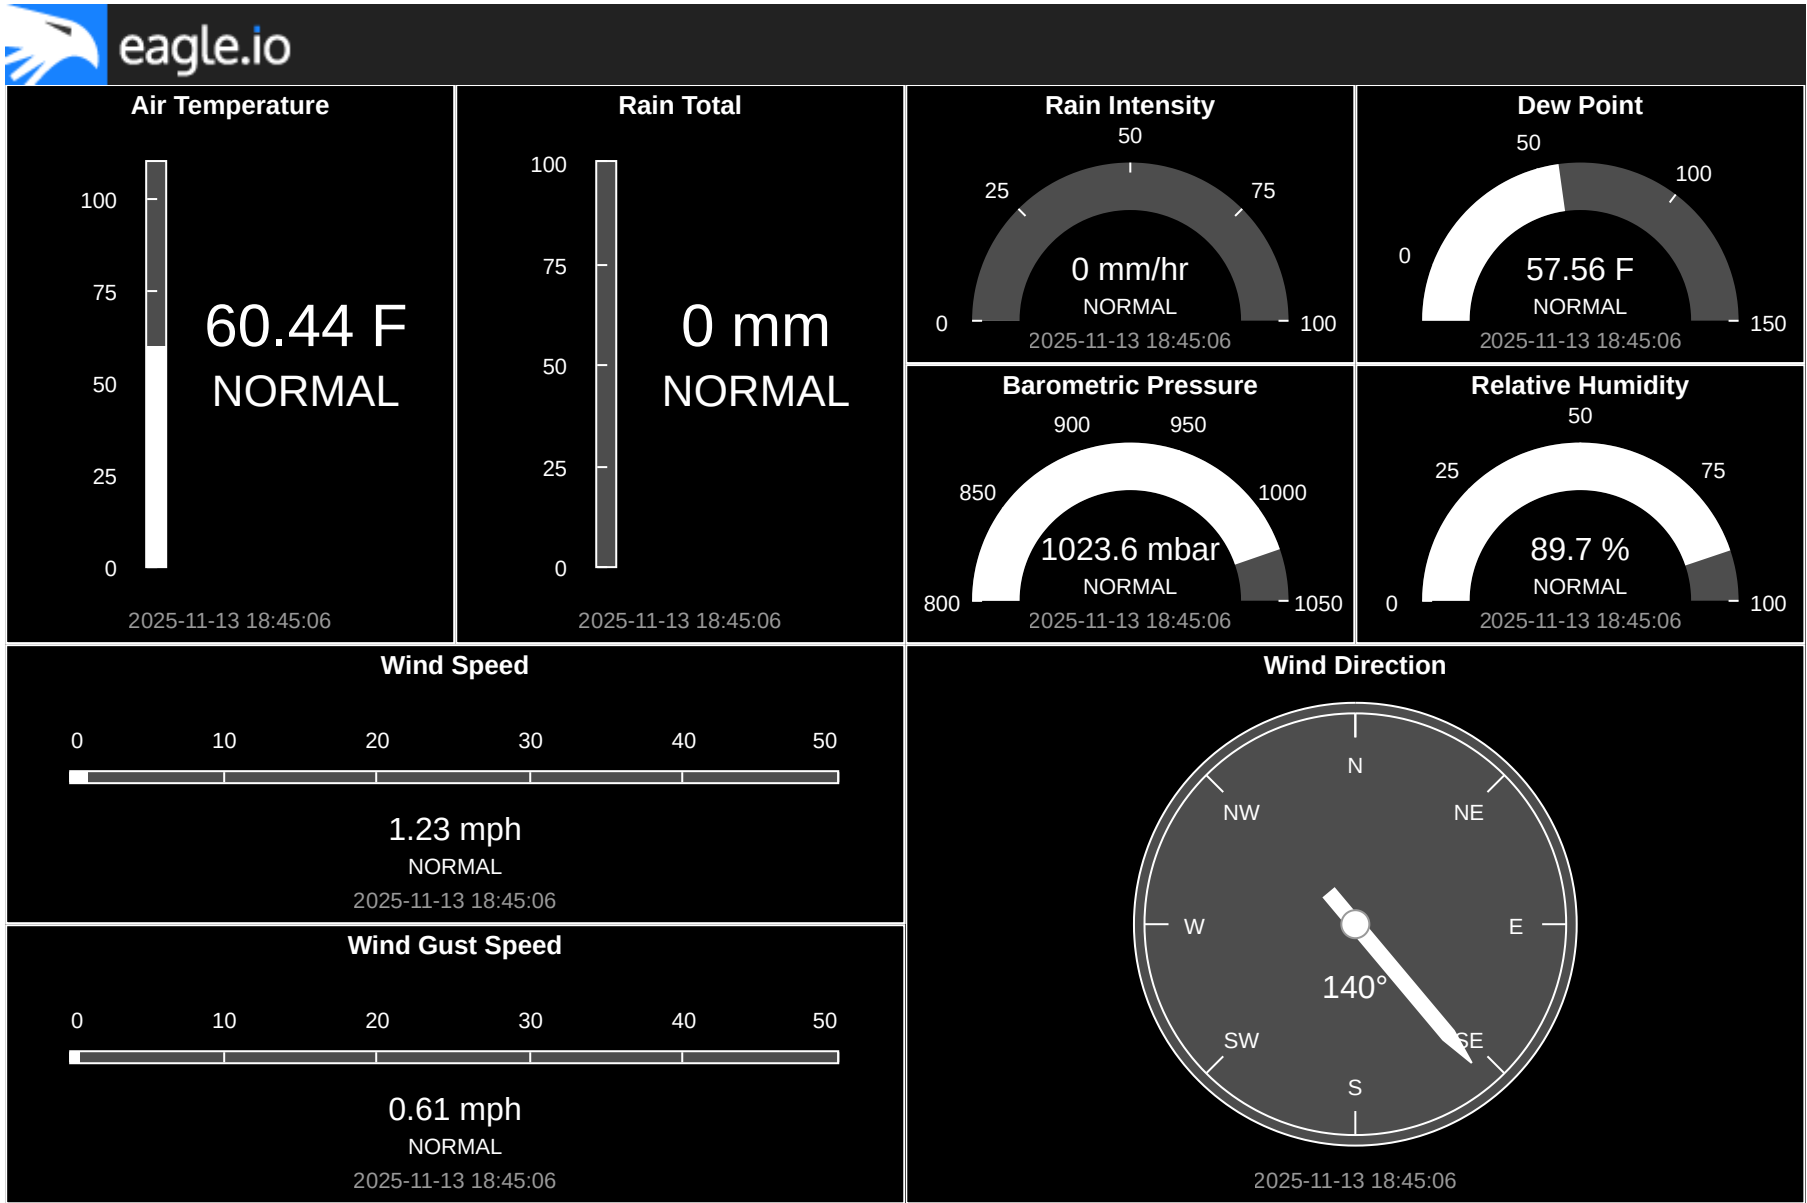 eagle.io
Air Temperature
100
75
50
25
0
60.44 F
NORMAL
2025-11-13 18:45:06
Rain Total
100
75
50
25
0
0 mm
NORMAL
2025-11-13 18:45:06
Rain Intensity
50
25
75
0
100
0 mm/hr
NORMAL
2025-11-13 18:45:06
Dew Point
50
100
0
150
57.56 F
NORMAL
2025-11-13 18:45:06
Barometric Pressure
900
950
850
1000
800
1050
1023.6 mbar
NORMAL
2025-11-13 18:45:06
Relative Humidity
50
25
75
0
100
89.7 %
NORMAL
2025-11-13 18:45:06
Wind Speed
0 10 20 30 40 50
1.23 mph
NORMAL
2025-11-13 18:45:06
Wind Gust Speed
0 10 20 30 40 50
0.61 mph
NORMAL
2025-11-13 18:45:06
Wind Direction
N
NW
NE
W
E
140°
SW
SE
S
2025-11-13 18:45:06